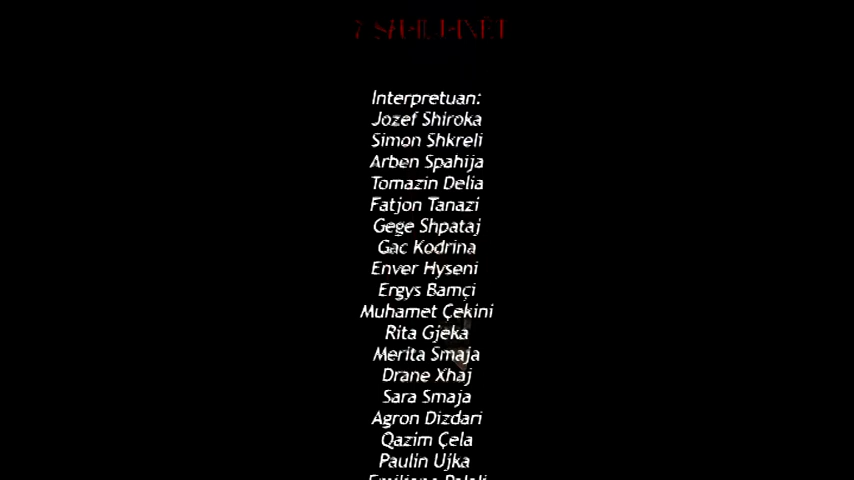 Interpretuan:
Jozef Shiroka
Simon Shkreli
Arben Spahija
Tomazin Delia
Fatjon Tanazi
Gege Shpataj
Gac Kodrina
Enver Hyseni
Ergys Bamçi
Muhamet Çekini
Rita Gjeka
Merita Smaja
Drane Xhaj
Sara Smaja
Agron Dizdari
Qazim Çela
Paulin Ujka